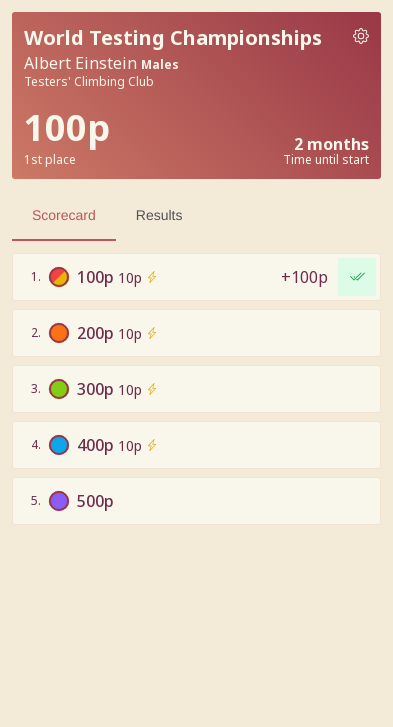 World Testing Championships
Albert Einstein Males
Testers' Climbing Club
100p
1st place
2 months
Time until start
Scorecard
Results
1. 100p 10p +100p
2. 200p 10p
3. 300p 10p
4. 400p 10p
5. 500p